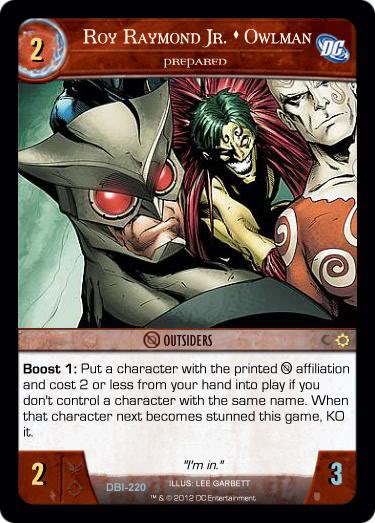 2
Roy Raymond Jr. ♦ Owlman
DC
PREPARED
OUTSIDERS
Boost 1: Put a character with the printed affiliation
and cost 2 or less from your hand into play if you
don't control a character with the same name. When
that character next becomes stunned this game, KO
it.
"I'm in."
2
DBI-220
ILLUS: LEE GARBETT
3
™ & © 2012 DC Entertainment